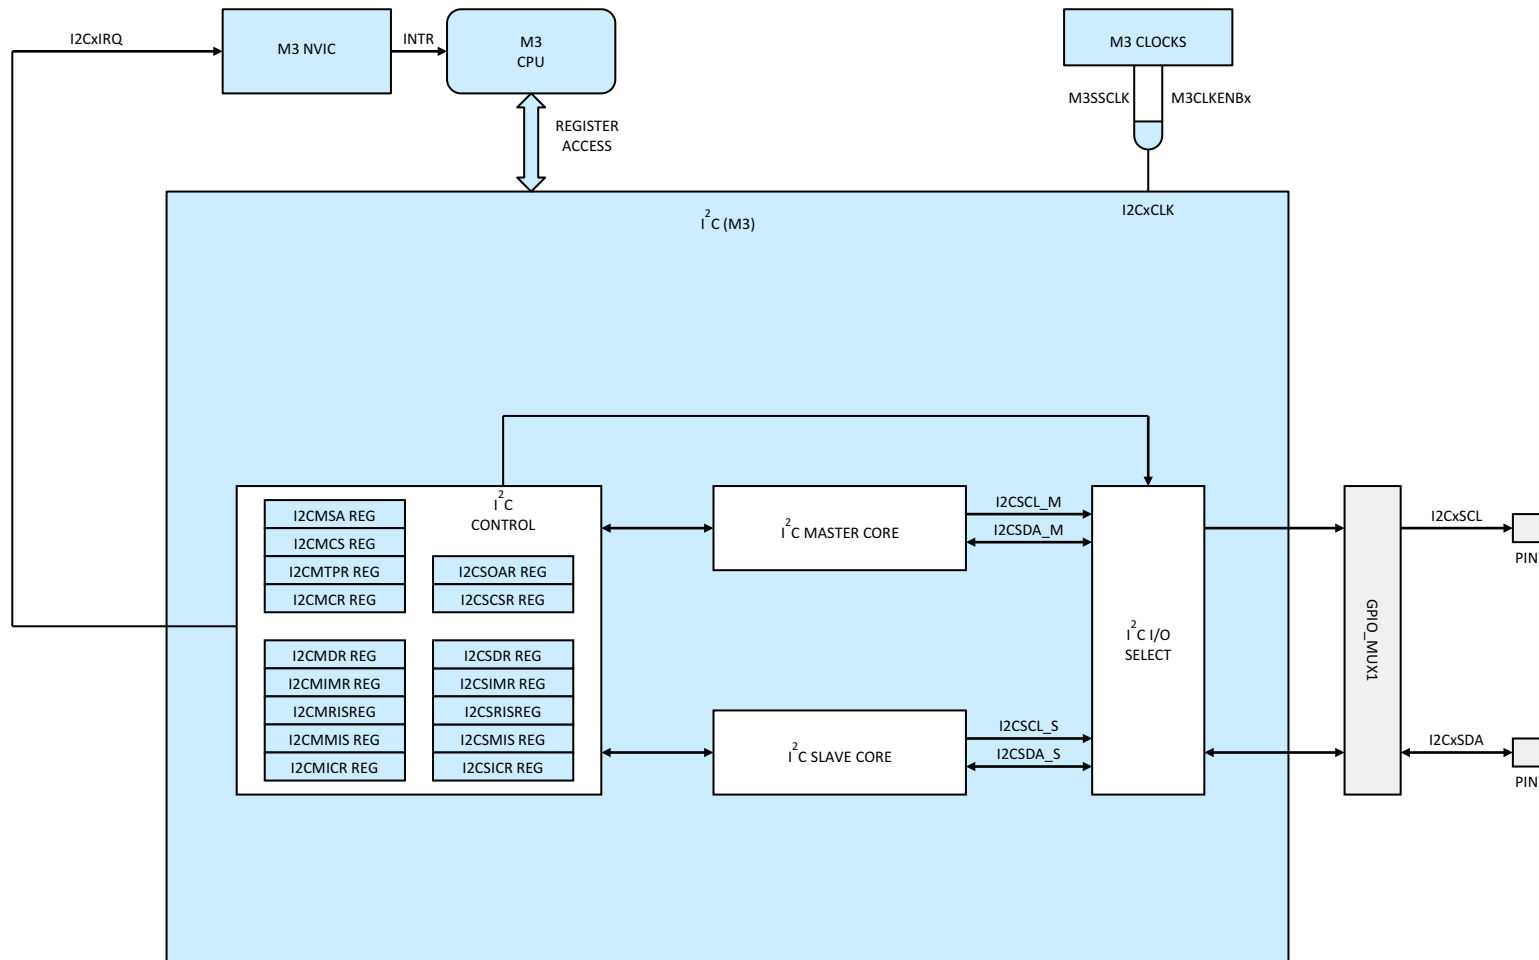 I2CxIRQ
M3 NVIC
INTR
M3
CPU
M3 CLOCKS
M3SSCLK
M3CLKENBx
REGISTER
ACCESS
I2C (M3)
I2CxCLK
I2C
CONTROL
I2CMSA REG
I2CMCS REG
I2CMTPR REG
I2CMCR REG
I2CSOAR REG
I2CSCSR REG
I2CMDR REG
I2CMIMR REG
I2CMRISREG
I2CMMIS REG
I2CMICR REG
I2CSDR REG
I2CSIMR REG
I2CSRISREG
I2CSMIS REG
I2CSICR REG
I2C MASTER CORE
I2CSCL_M
I2CSDA_M
I2C SLAVE CORE
I2CSCL_S
I2CSDA_S
I2C I/O
SELECT
GPIO_MUX1
I2CxSCL
PIN
I2CxSDA
PIN